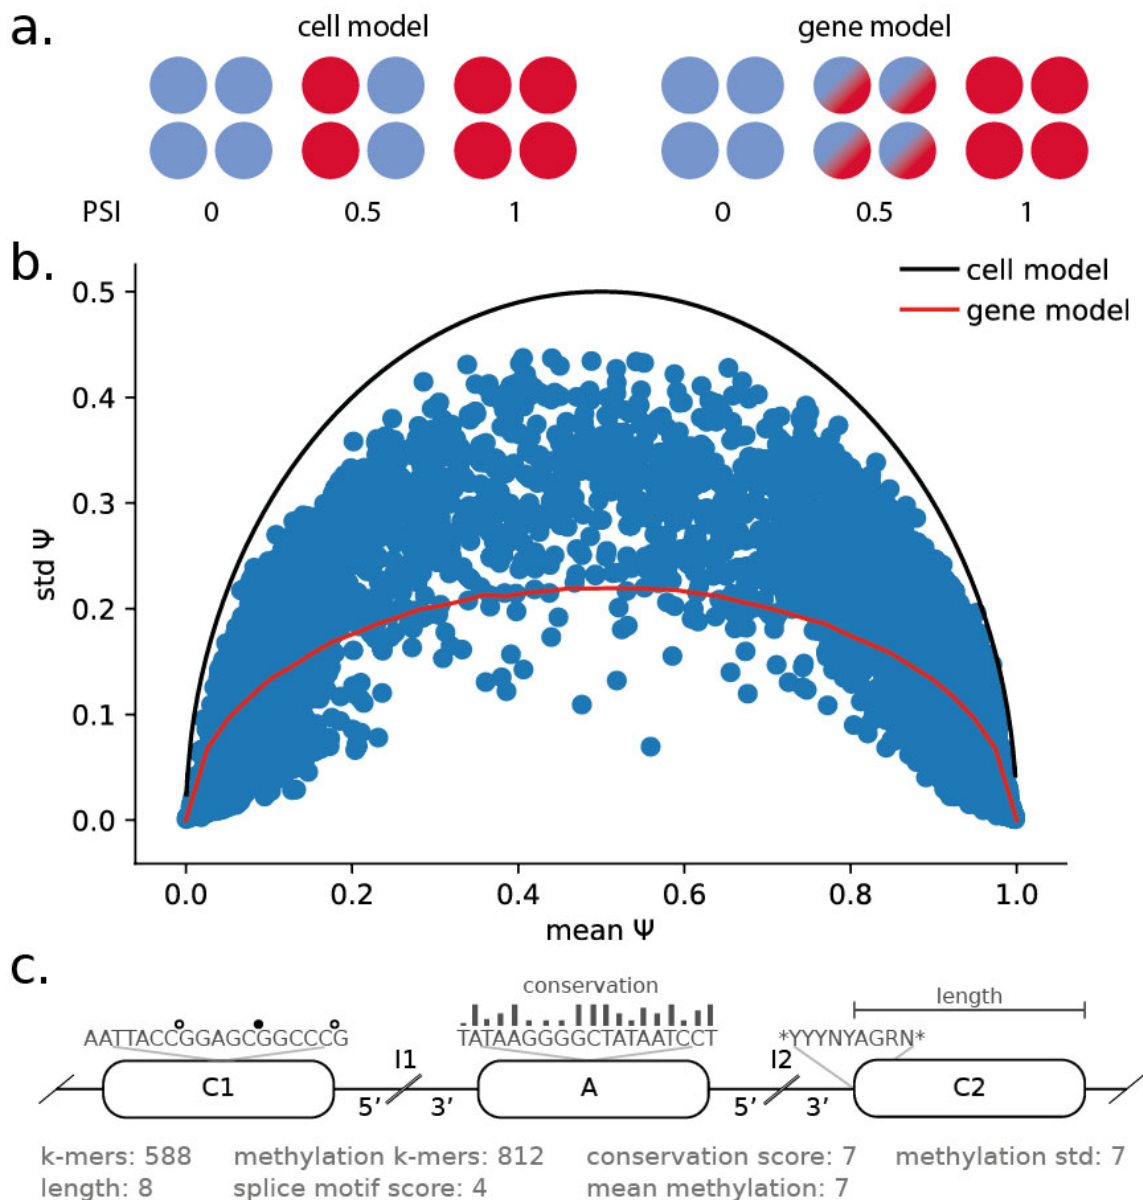 a.
cell model
gene model
PSI 0 0.5 1 0 0.5 1
b.
cell model
gene model
0.5
0.4
0.3
0.2
0.1
0.0
std Ψ
0.0 0.2 0.4 0.6 0.8 1.0
mean Ψ
c.
conservation
length
AATTACCGGAGCGGCCCG
TATAAGGGGCTATAATCCT
*YYYNYAGRN*
I1
I2
C1
A
C2
5’ 3’ 5’ 3’
k-mers: 588 methylation k-mers: 812 conservation score: 7 methylation std: 7
length: 8 splice motif score: 4 mean methylation: 7